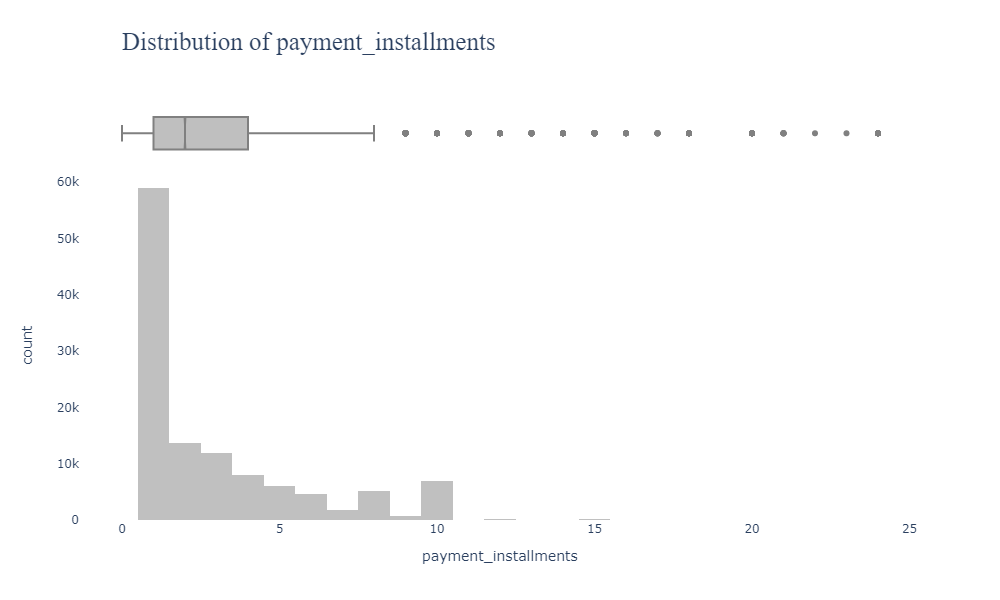 Distribution of payment_installments
60k
50k
40k
30k
20k
10k
0
count
0 5 10 15 20 25
payment_installments